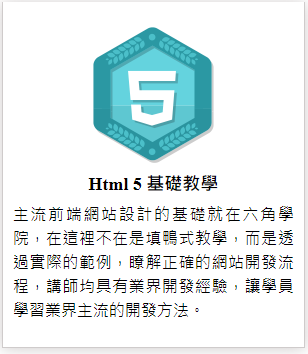 5
Html 5 基礎教學
主流前端網站設計的基礎就在六角學
院，在這裡不在是填鴨式教學，而是透
過實際的範例，瞭解正確的網站開發流
程，講師均具有業界開發經驗，讓學員
學習業界主流的開發方法。